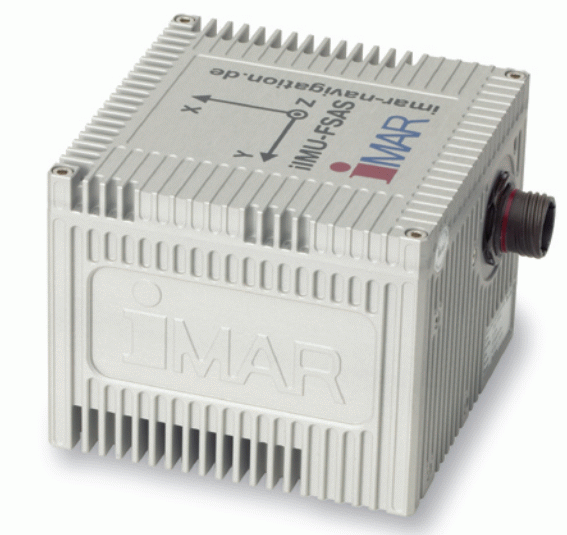 imar-navigation.de
X
Z
Y
iIMU-FSAS
iMAR
iMAR